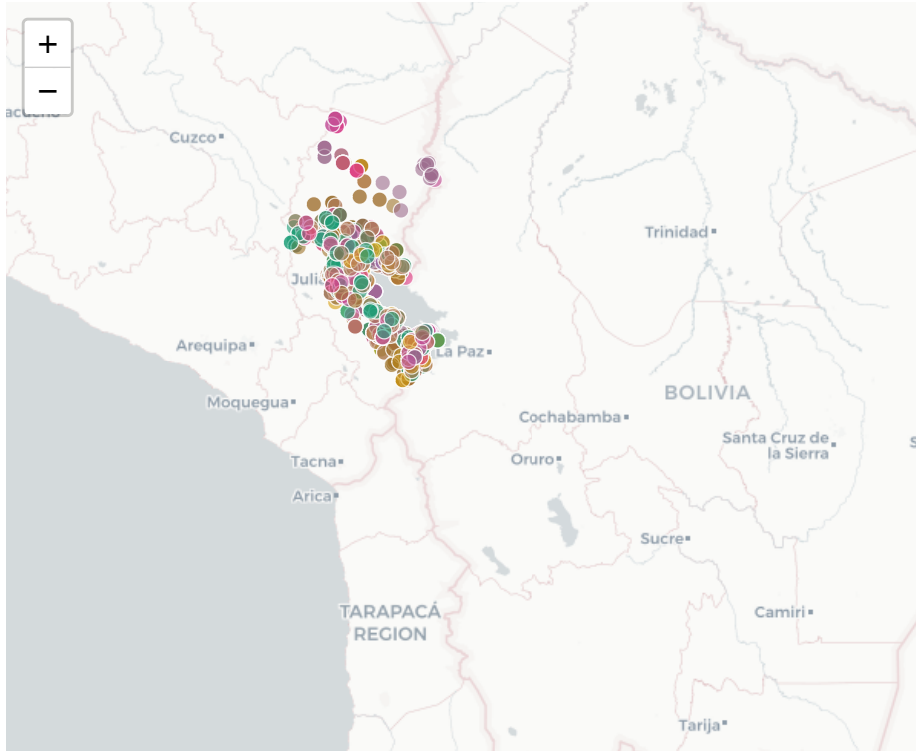 +
−
Cuzco
Trinidad
Arequipa
La Paz
BOLIVIA
Moquegua
Cochabamba
Santa Cruz de
la Sierra
Tacna
Oruro
Arica
Sucre
TARAPACÁ
REGION
Camiri
Tarija